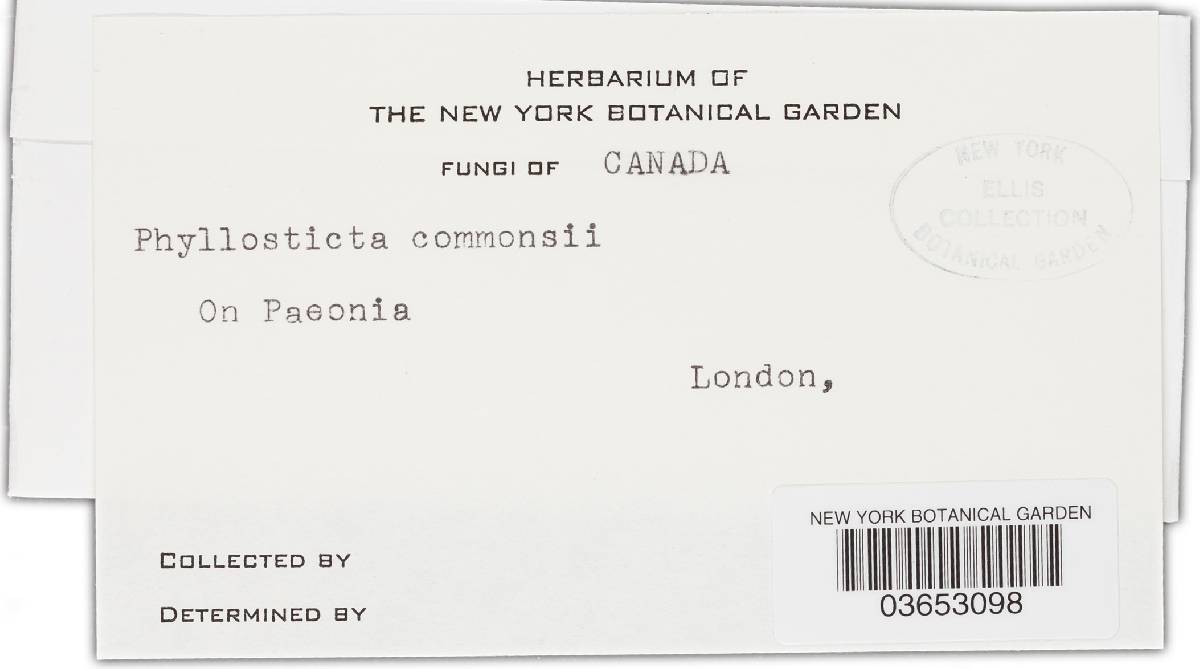 HERBARIUM OF
THE NEW YORK BOTANICAL GARDEN
FUNGI OF CANADA
NEW YORK
ELLIS
COLLECTION
BOTANICAL GARDEN
Phyllosticta commonsii
On Paeonia
London,
NEW YORK BOTANICAL GARDEN
03653098
COLLECTED BY
DETERMINED BY